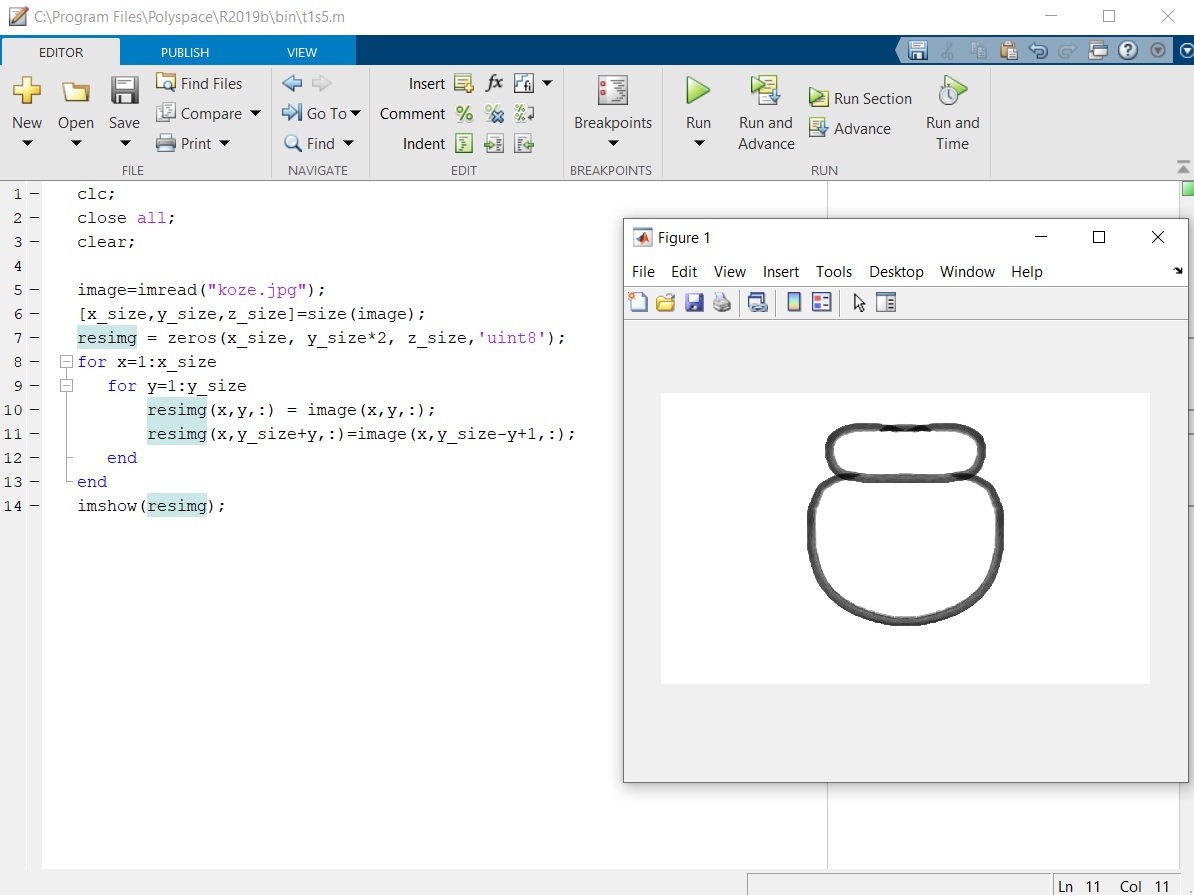 C:\Program Files\Polyspace\R2019b\bin\t1s5.m
EDITOR PUBLISH VIEW
New Open Save Find Files Compare Print
FILE
Go To Find
NAVIGATE
Insert fx fi
Comment % % %
Indent
EDIT
Breakpoints
BREAKPOINTS
Run Run and Advance Run Section Advance Run and Time
RUN
1 clc;
2 close all;
3 clear;
4
5 image=imread("koze.jpg");
6 [x_size,y_size,z_size]=size(image);
7 resimg = zeros(x_size, y_size*2, z_size,'uint8');
8 for x=1:x_size
9 for y=1:y_size
10 resimg(x,y,:) = image(x,y,:);
11 resimg(x,y_size+y,:)=image(x,y_size-y+1,:);
12 end
13 end
14 imshow(resimg);
Figure 1
File Edit View Insert Tools Desktop Window Help
Ln 11 Col 11